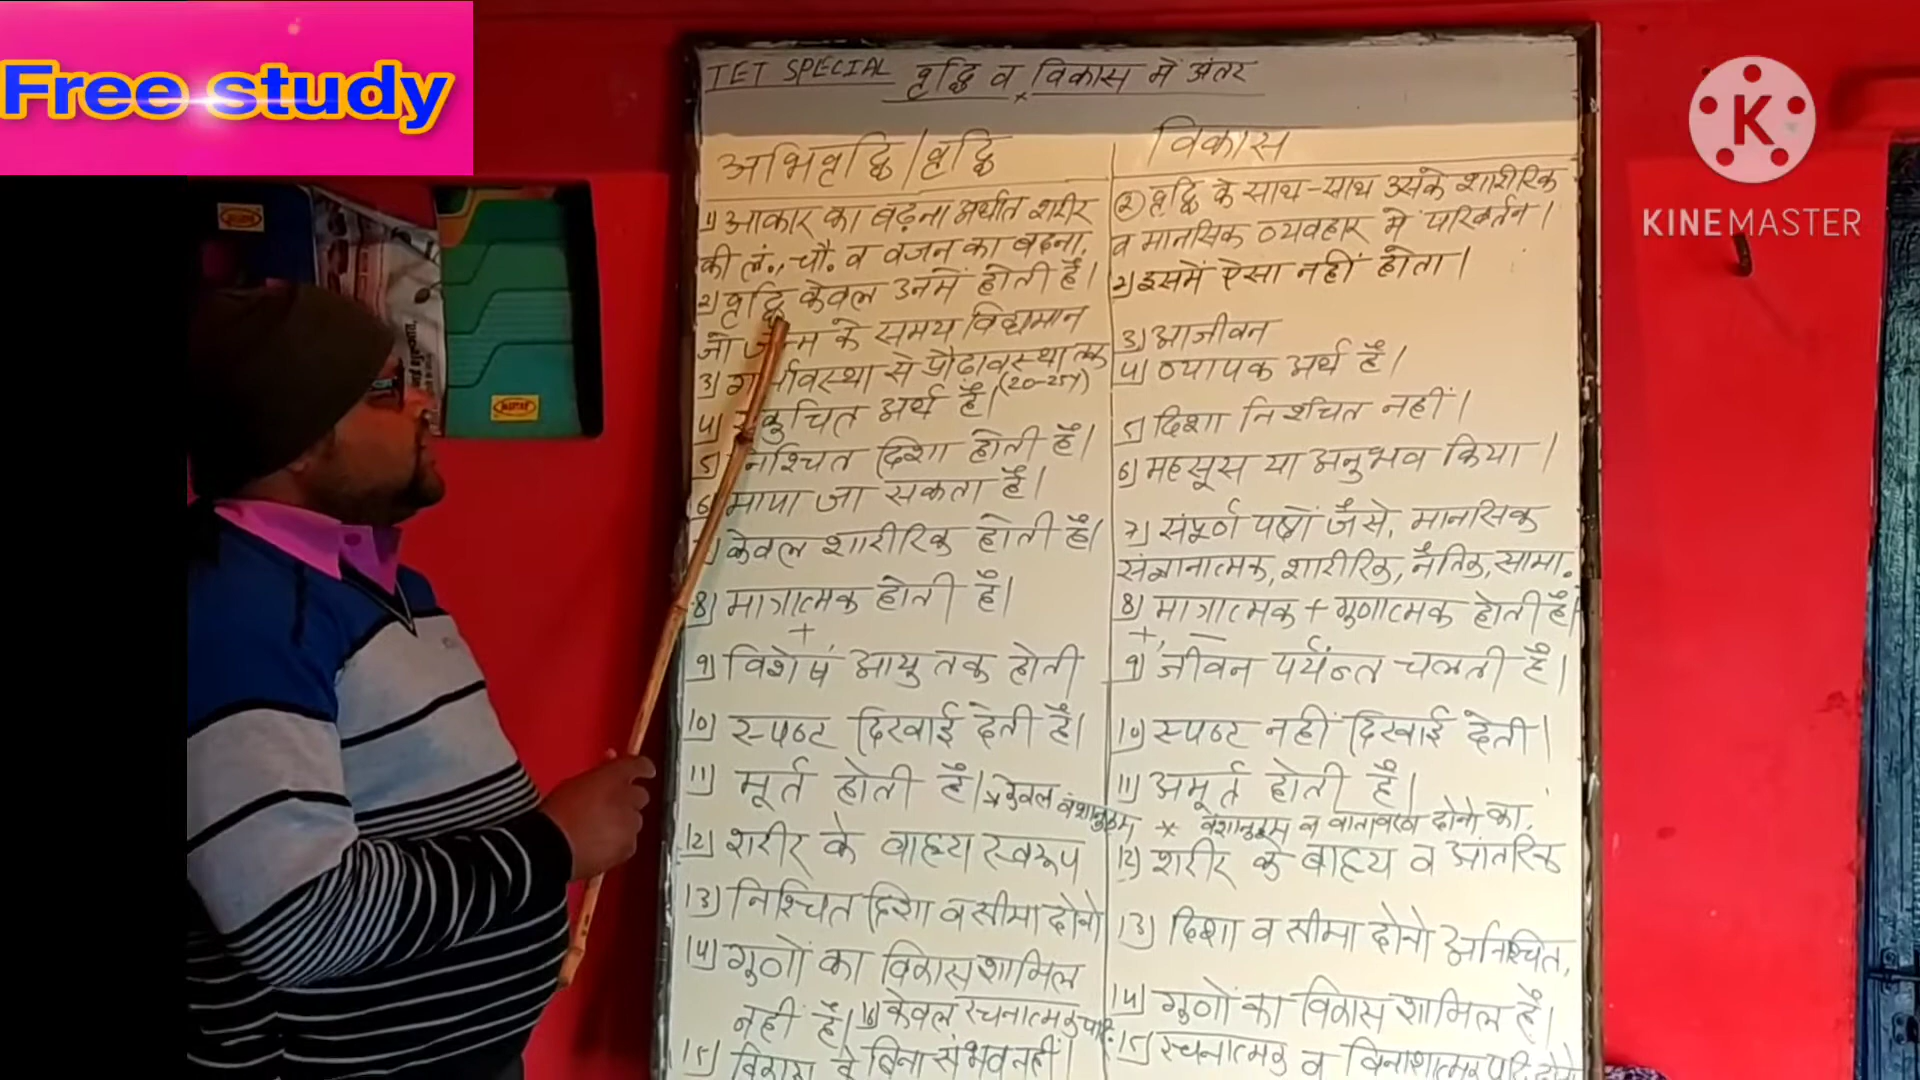 Free study
KINEMASTER
TET SPECIAL वृद्धि व विकास में अंतर
अभिवृद्धि/वृद्धि
1) आकार का बढ़ना अर्थात शरीर
की लं., चौ. व वजन का बढ़ना,
2) वृद्धि केवल उनमें होती है।
जो जन्म के समय विद्यमान
3) गर्भावस्था से प्रौढ़ावस्था तक
(20-25Y)
4) संकुचित अर्थ है।
5) निश्चित दिशा होती है।
6) मापा जा सकता है।
केवल शारीरिक होती है।
8) मात्रात्मक होती है।
+
9) विशेष आयु तक होती
10) स्पष्ट दिखाई देती है।
11) मूर्त होती है। * केवल वंशानुक्रम
12) शरीर के बाह्य स्वरूप
13) निश्चित दिशा व सीमा दोनो
14) गुणों का विकास शामिल
नहीं है। 16) केवल रचनात्मक परि.
15) विकास के बिना संभव नहीं।
विकास
② वृद्धि के साथ-साथ उसके शारीरिक
व मानसिक व्यवहार में परिवर्तन।
2) इसमें ऐसा नहीं होता।
3) आजीवन
4) व्यापक अर्थ है।
5) दिशा निश्चित नहीं।
6) महसूस या अनुभव किया।
7) संपूर्ण पक्षों जैसे, मानसिक
संज्ञानात्मक, शारीरिक, नैतिक, सामा.
8) मात्रात्मक + गुणात्मक होती है।
+, –
9) जीवन पर्यन्त चलती है।
10) स्पष्ट नहीं दिखाई देती।
11) अमूर्त होती है।
* वंशानुक्रम व वातावरण दोनो का,
12) शरीर के बाह्य व आंतरिक
13) दिशा व सीमा दोनो अनिश्चित,
14) गुणों का विकास शामिल है।
15) रचनात्मक व विनाशात्मक परि. दोनो